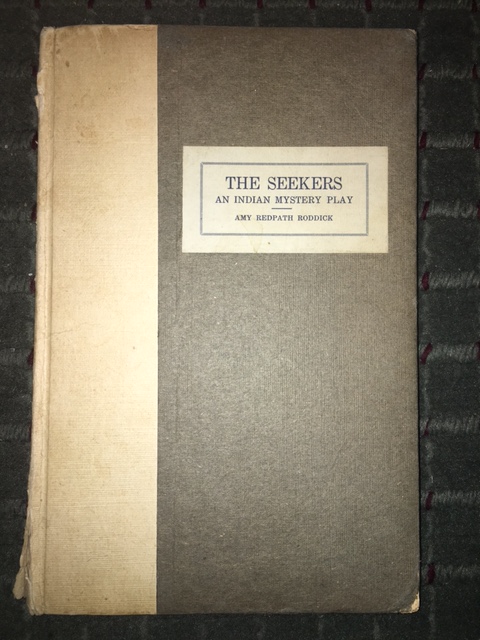 THE SEEKERS
AN INDIAN MYSTERY PLAY
AMY REDPATH RODDICK